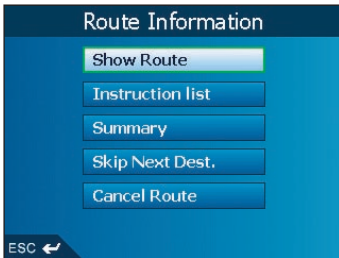 Route Information
Show Route
Instruction list
Summary
Skip Next Dest.
Cancel Route
ESC